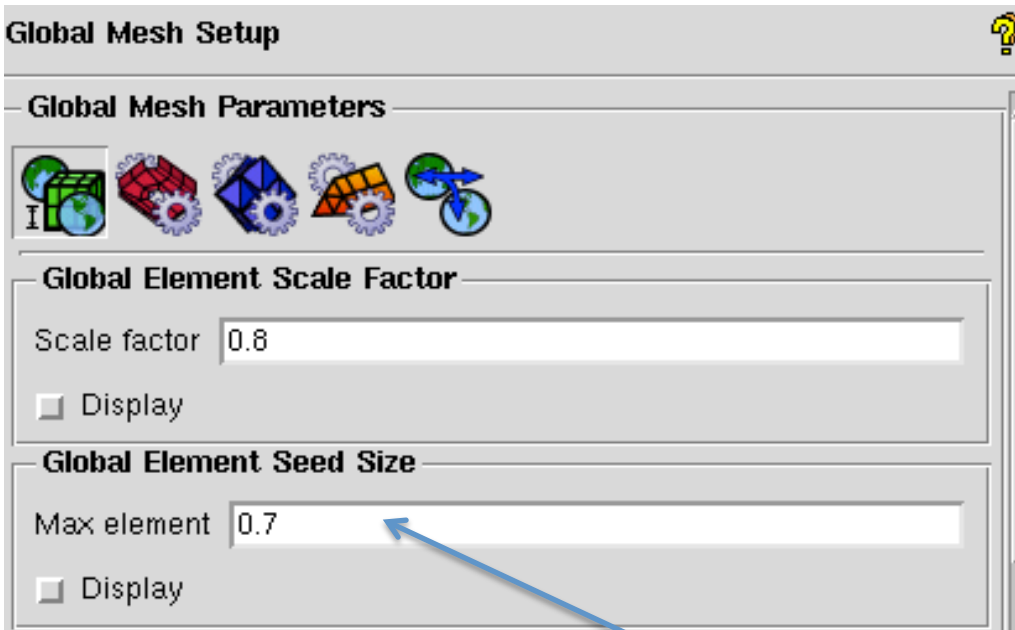 Global Mesh Setup
Global Mesh Parameters
Global Element Scale Factor
Scale factor 0.8
Display
Global Element Seed Size
Max element 0.7
Display